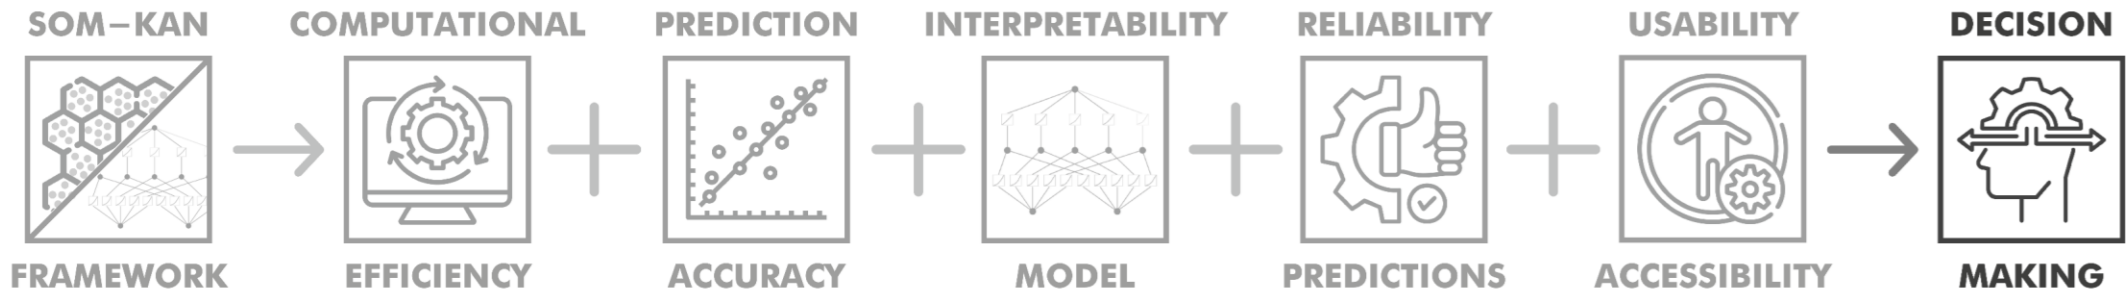 SOM–KAN
FRAMEWORK
COMPUTATIONAL
EFFICIENCY
PREDICTION
ACCURACY
INTERPRETABILITY
MODEL
RELIABILITY
PREDICTIONS
USABILITY
ACCESSIBILITY
DECISION
MAKING